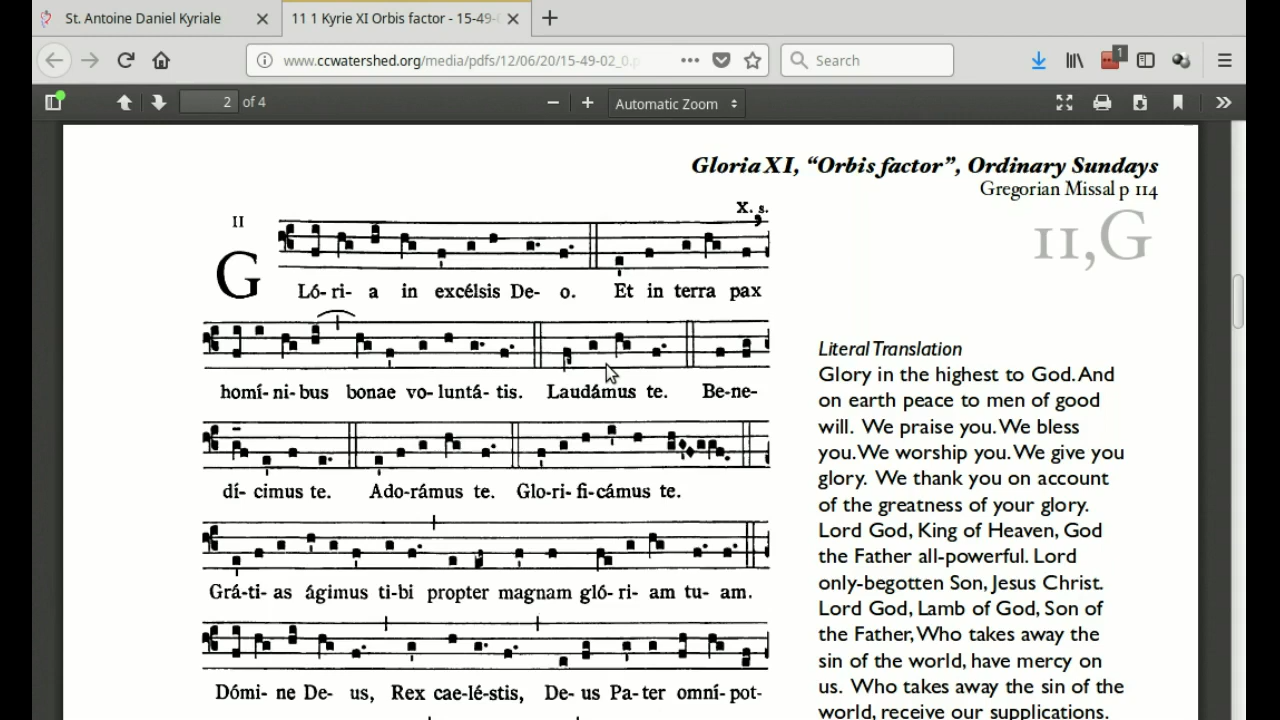 St. Antoine Daniel Kyriale
11 1 Kyrie XI Orbis factor - 15-49-
www.ccwatershed.org/media/pdfs/12/06/20/15-49-02_0.p
Search
1
2 of 4
Automatic Zoom
Gloria XI, “Orbis factor”, Ordinary Sundays
Gregorian Missal p 114
11,G
II
X. s.
G
Ló- ri- a in excélsis De- o. Et in terra pax
homí- ni- bus bonae vo- luntá- tis. Laudámus te. Be-ne-
dí- cimus te. Ado-rámus te. Glo-ri- fi-cámus te.
Grá-ti- as ágimus ti-bi propter magnam gló- ri- am tu- am.
Dómi- ne De- us, Rex cae-lé-stis, De- us Pa- ter omní- pot-
Literal Translation
Glory in the highest to God. And
on earth peace to men of good
will. We praise you. We bless
you. We worship you. We give you
glory. We thank you on account
of the greatness of your glory.
Lord God, King of Heaven, God
the Father all-powerful. Lord
only-begotten Son, Jesus Christ.
Lord God, Lamb of God, Son of
the Father, Who takes away the
sin of the world, have mercy on
us. Who takes away the sin of the
world, receive our supplications.